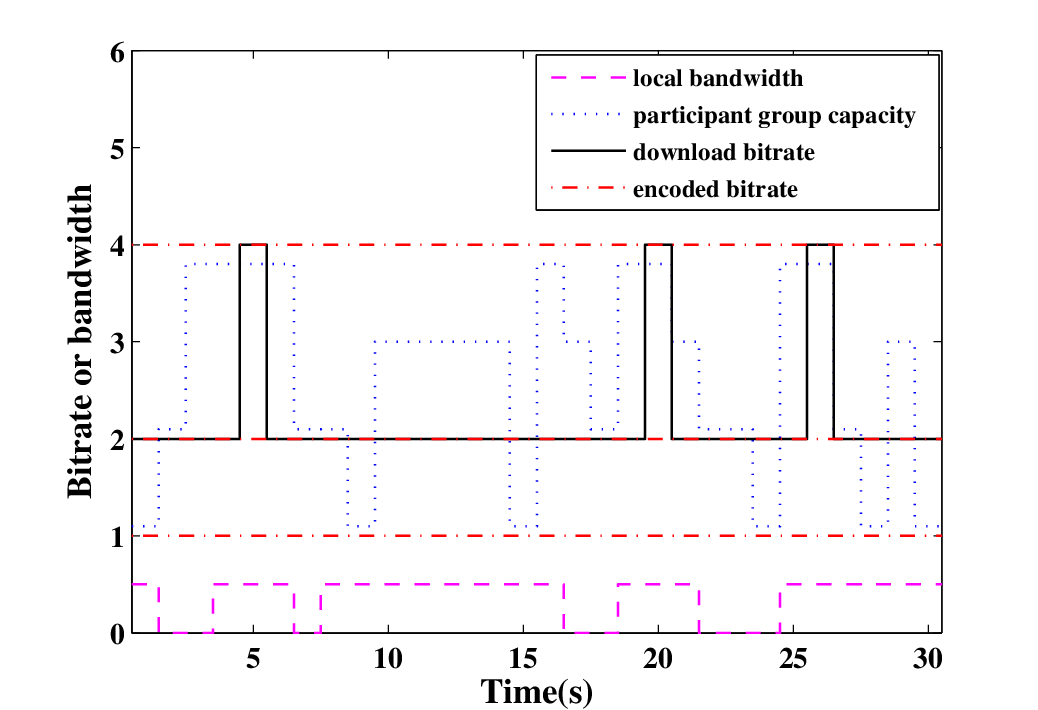 6
5
4
3
2
1
0
Bitrate or bandwidth
local bandwidth
participant group capacity
download bitrate
encoded bitrate
5 10 15 20 25 30
Time(s)